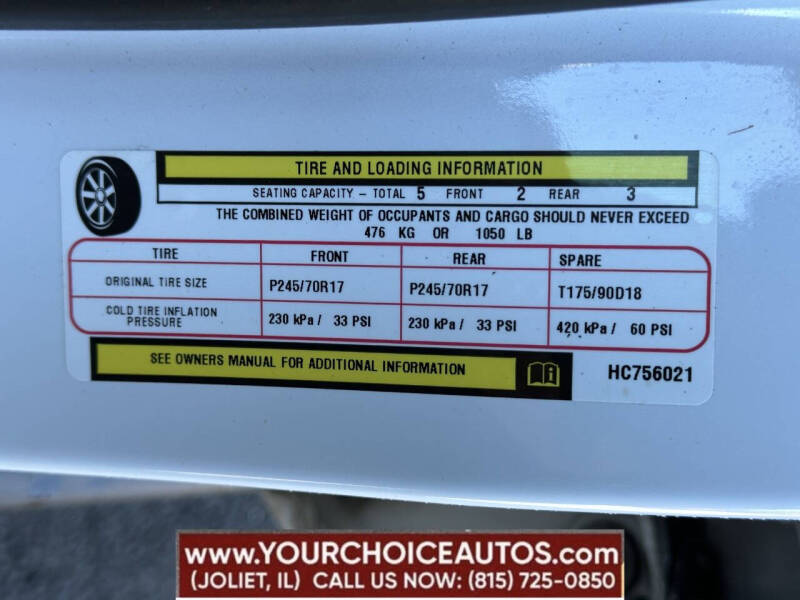 TIRE AND LOADING INFORMATION
SEATING CAPACITY – TOTAL 5 FRONT 2 REAR 3
THE COMBINED WEIGHT OF OCCUPANTS AND CARGO SHOULD NEVER EXCEED
476 KG OR 1050 LB
TIRE FRONT REAR SPARE
ORIGINAL TIRE SIZE P245/70R17 P245/70R17 T175/90D18
COLD TIRE INFLATION PRESSURE 230 kPa / 33 PSI 230 kPa / 33 PSI 420 kPa / 60 PSI
SEE OWNERS MANUAL FOR ADDITIONAL INFORMATION
HC756021
www.YOURCHOICEAUTOS.com
(JOLIET, IL) CALL US NOW: (815) 725-0850